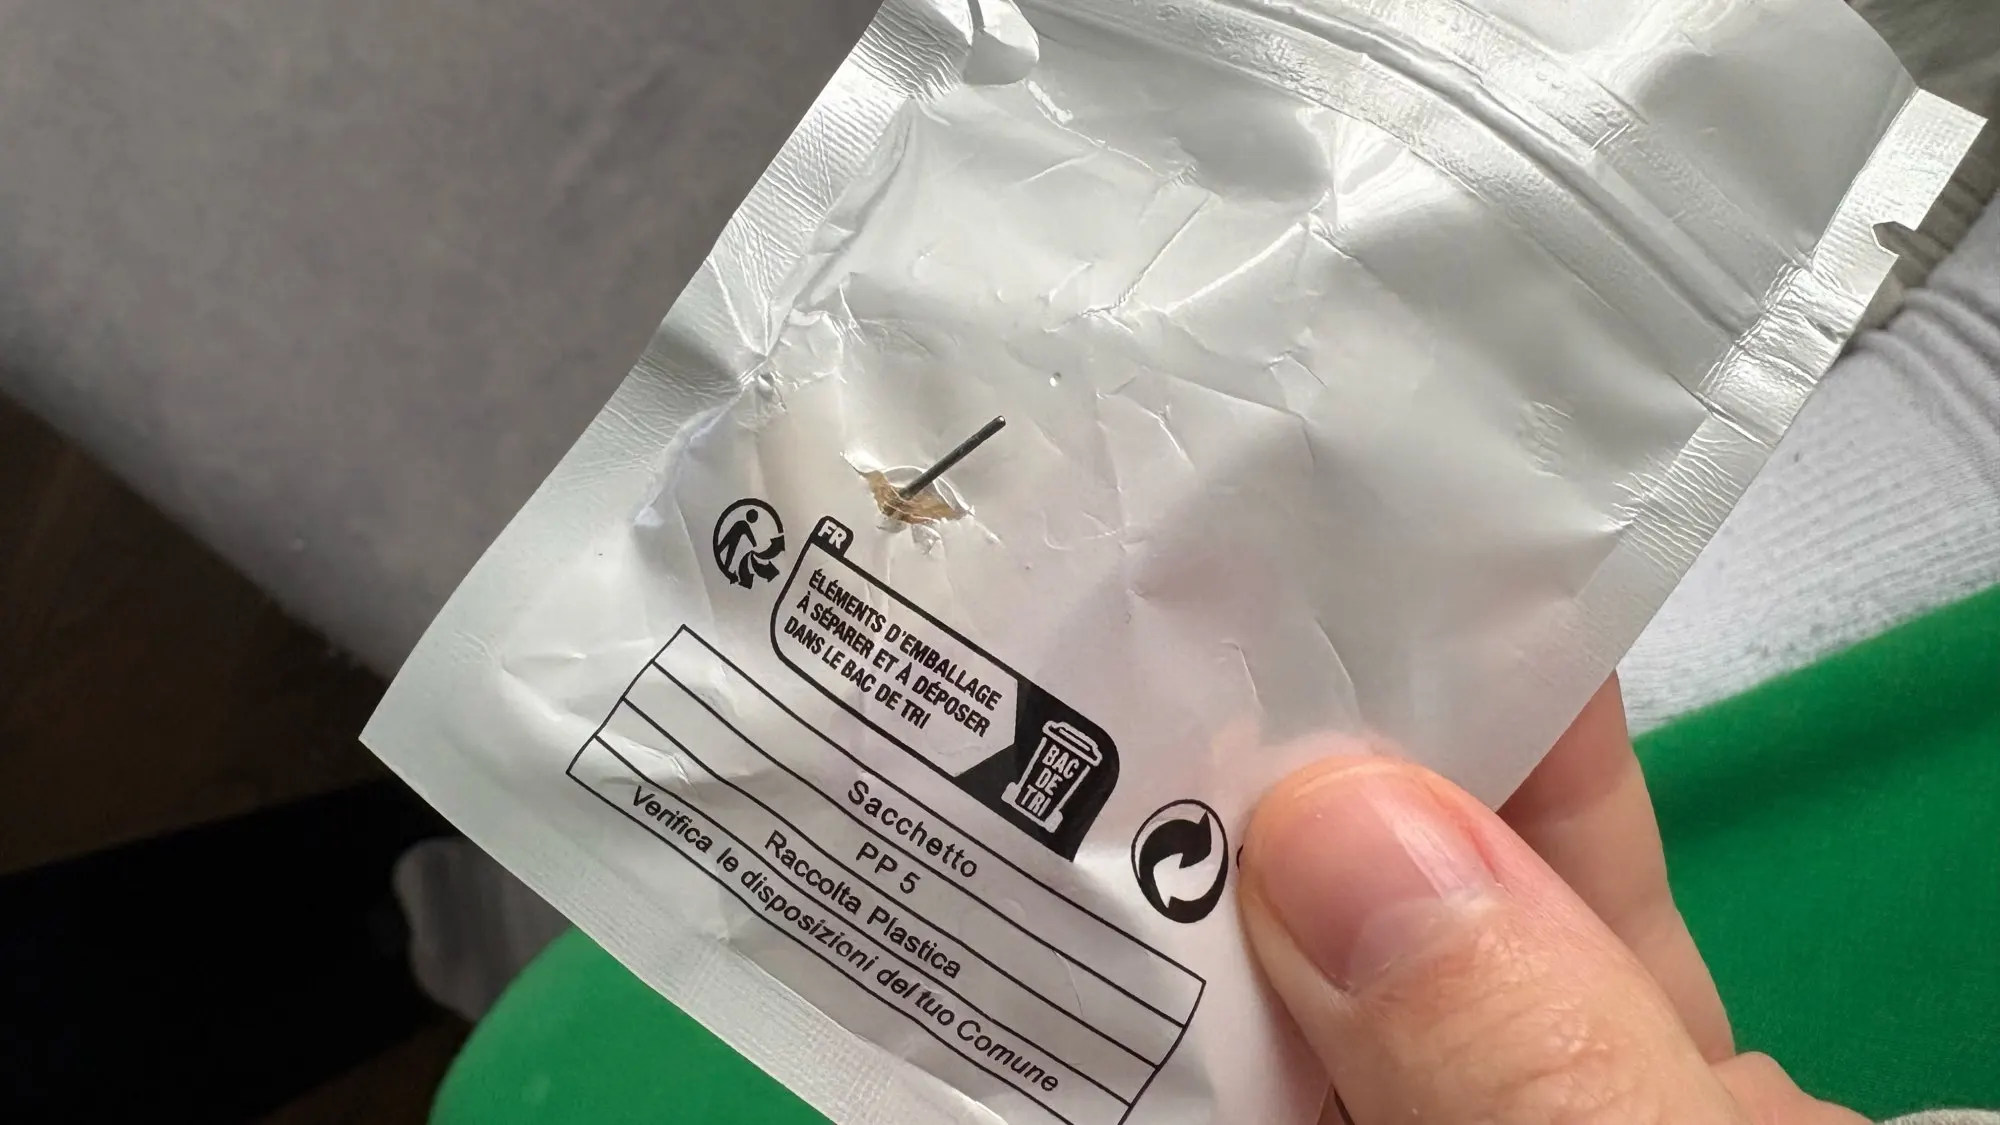 FR
ÉLÉMENTS D'EMBALLAGE
À SÉPARER ET À DÉPOSER
DANS LE BAC DE TRI
BAC
DE
TRI
Sacchetto
PP 5
Raccolta Plastica
Verifica le disposizioni del tuo Comune